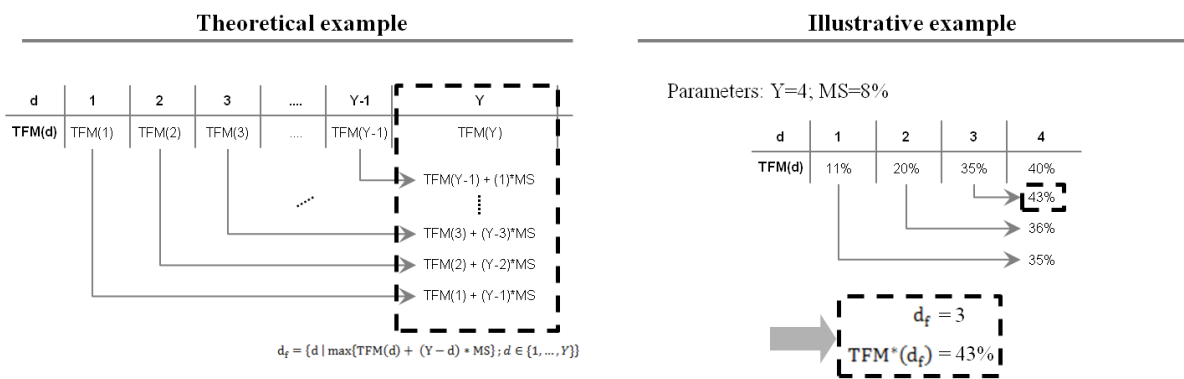 Theoretical example
d 1 2 3 .... Y-1 Y
TFM(d) TFM(1) TFM(2) TFM(3) .... TFM(Y-1) TFM(Y)
TFM(Y-1) + (1)*MS
TFM(3) + (Y-3)*MS
TFM(2) + (Y-2)*MS
TFM(1) + (Y-1)*MS
d_f = {d | max{TFM(d) + (Y − d) * MS}; d ∈ {1, ..., Y}}
Illustrative example
Parameters: Y=4; MS=8%
d 1 2 3 4
TFM(d) 11% 20% 35% 40%
43%
36%
35%
d_f = 3
TFM*(d_f) = 43%